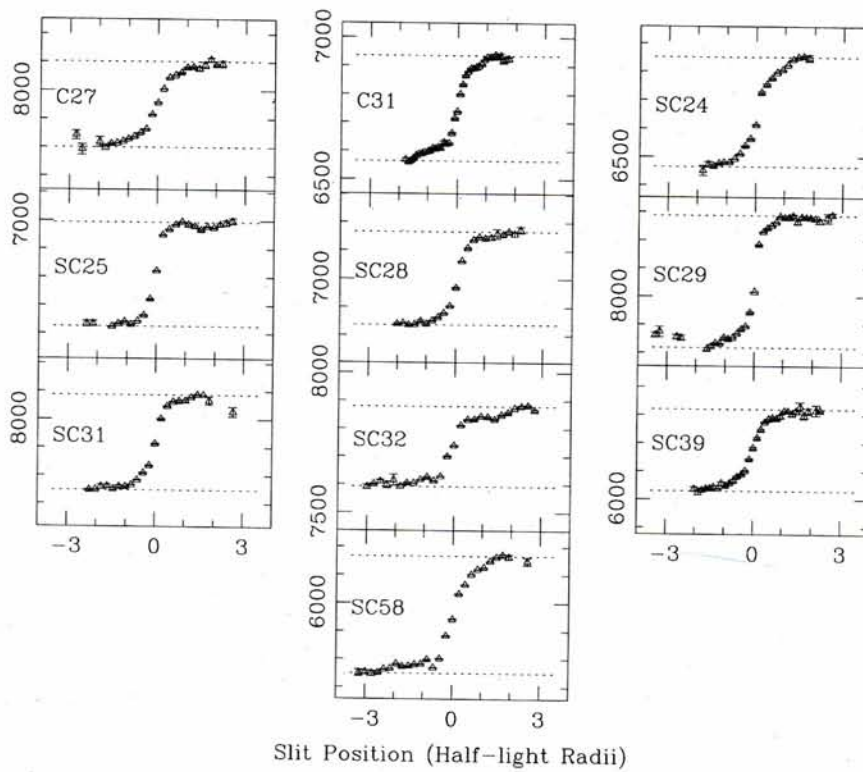 C27
8000
C31
7000
6500
SC24
6500
SC25
7000
SC28
7000
SC29
8000
SC31
8000
-3 0 3
SC32
8000
7500
SC39
6000
-3 0 3
SC58
6000
-3 0 3
Slit Position (Half-light Radii)